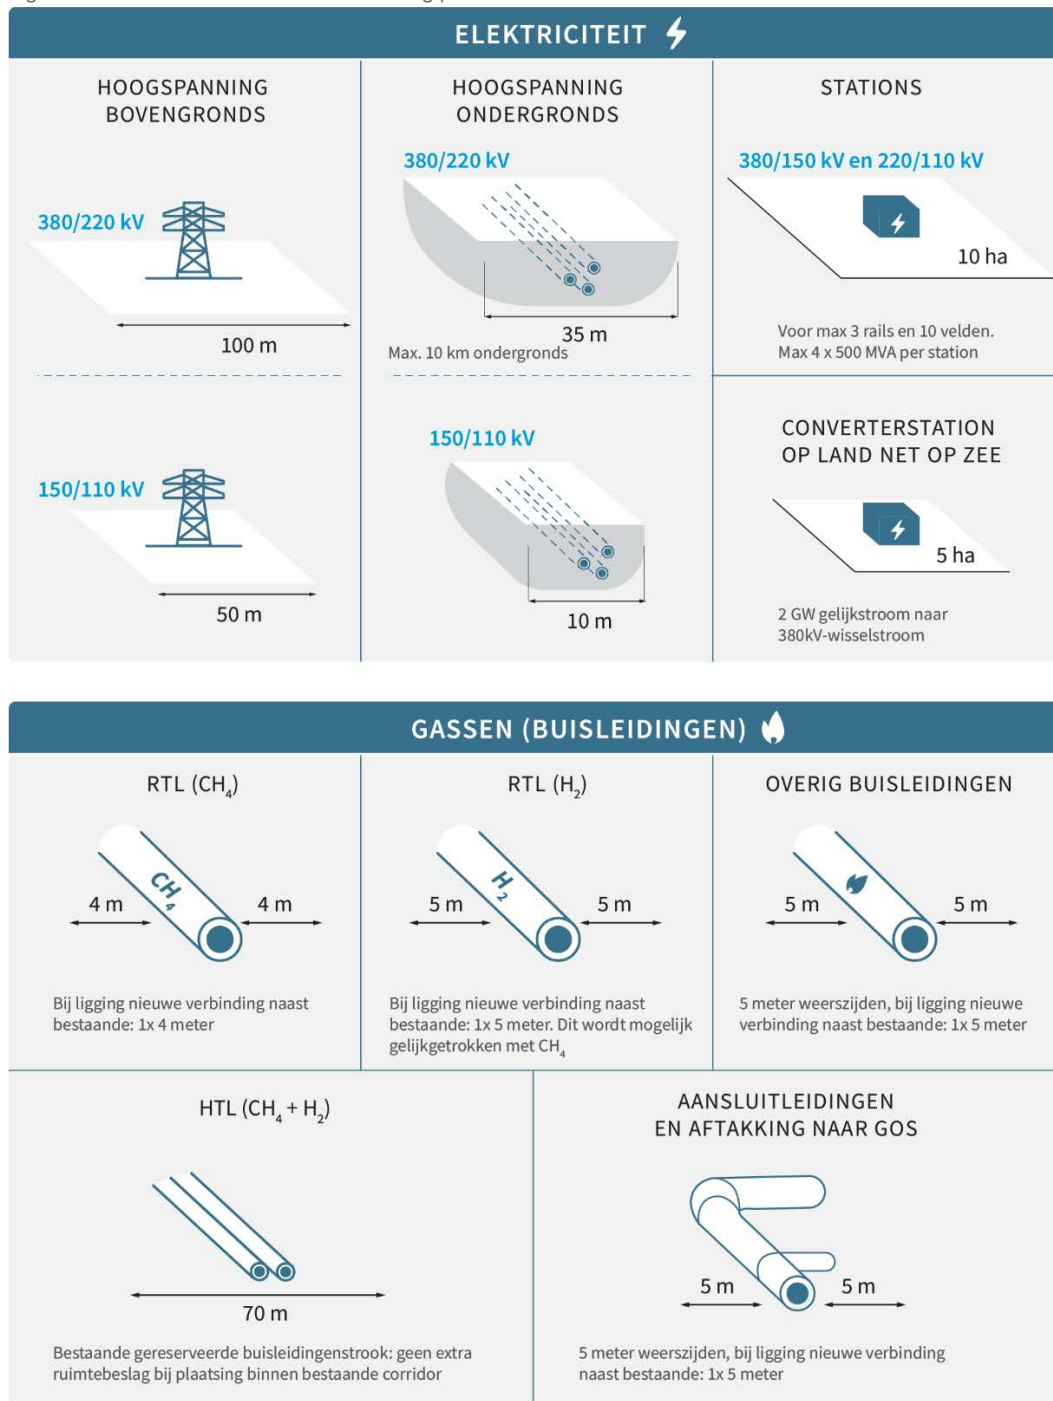 ELEKTRICITEIT
HOOGSPANNING
BOVENGRONDS
380/220 kV
100 m
150/110 kV
50 m
HOOGSPANNING
ONDERGRONDS
380/220 kV
35 m
Max. 10 km ondergronds
150/110 kV
10 m
STATIONS
380/150 kV en 220/110 kV
10 ha
Voor max 3 rails en 10 velden.
Max 4 x 500 MVA per station
CONVERTERSTATION
OP LAND NET OP ZEE
5 ha
2 GW gelijkstroom naar
380kV-wisselstroom
GASSEN (BUISLEIDINGEN)
RTL (CH₄)
CH₄
4 m
4 m
Bij ligging nieuwe verbinding naast
bestaande: 1x 4 meter
RTL (H₂)
H₂
5 m
5 m
Bij ligging nieuwe verbinding naast
bestaande: 1x 5 meter. Dit wordt mogelijk
gelijkgetrokken met CH₄
OVERIG BUISLEIDINGEN
5 m
5 m
5 meter weerszijden, bij ligging nieuwe
verbinding naast bestaande: 1x 5 meter
HTL (CH₄ + H₂)
70 m
Bestaande gereserveerde buisleidingenstrook: geen extra
ruimtebeslag bij plaatsing binnen bestaande corridor
AANSLUITLEIDINGEN
EN AFTAKKING NAAR GOS
5 m
5 m
5 meter weerszijden, bij ligging nieuwe verbinding
naast bestaande: 1x 5 meter